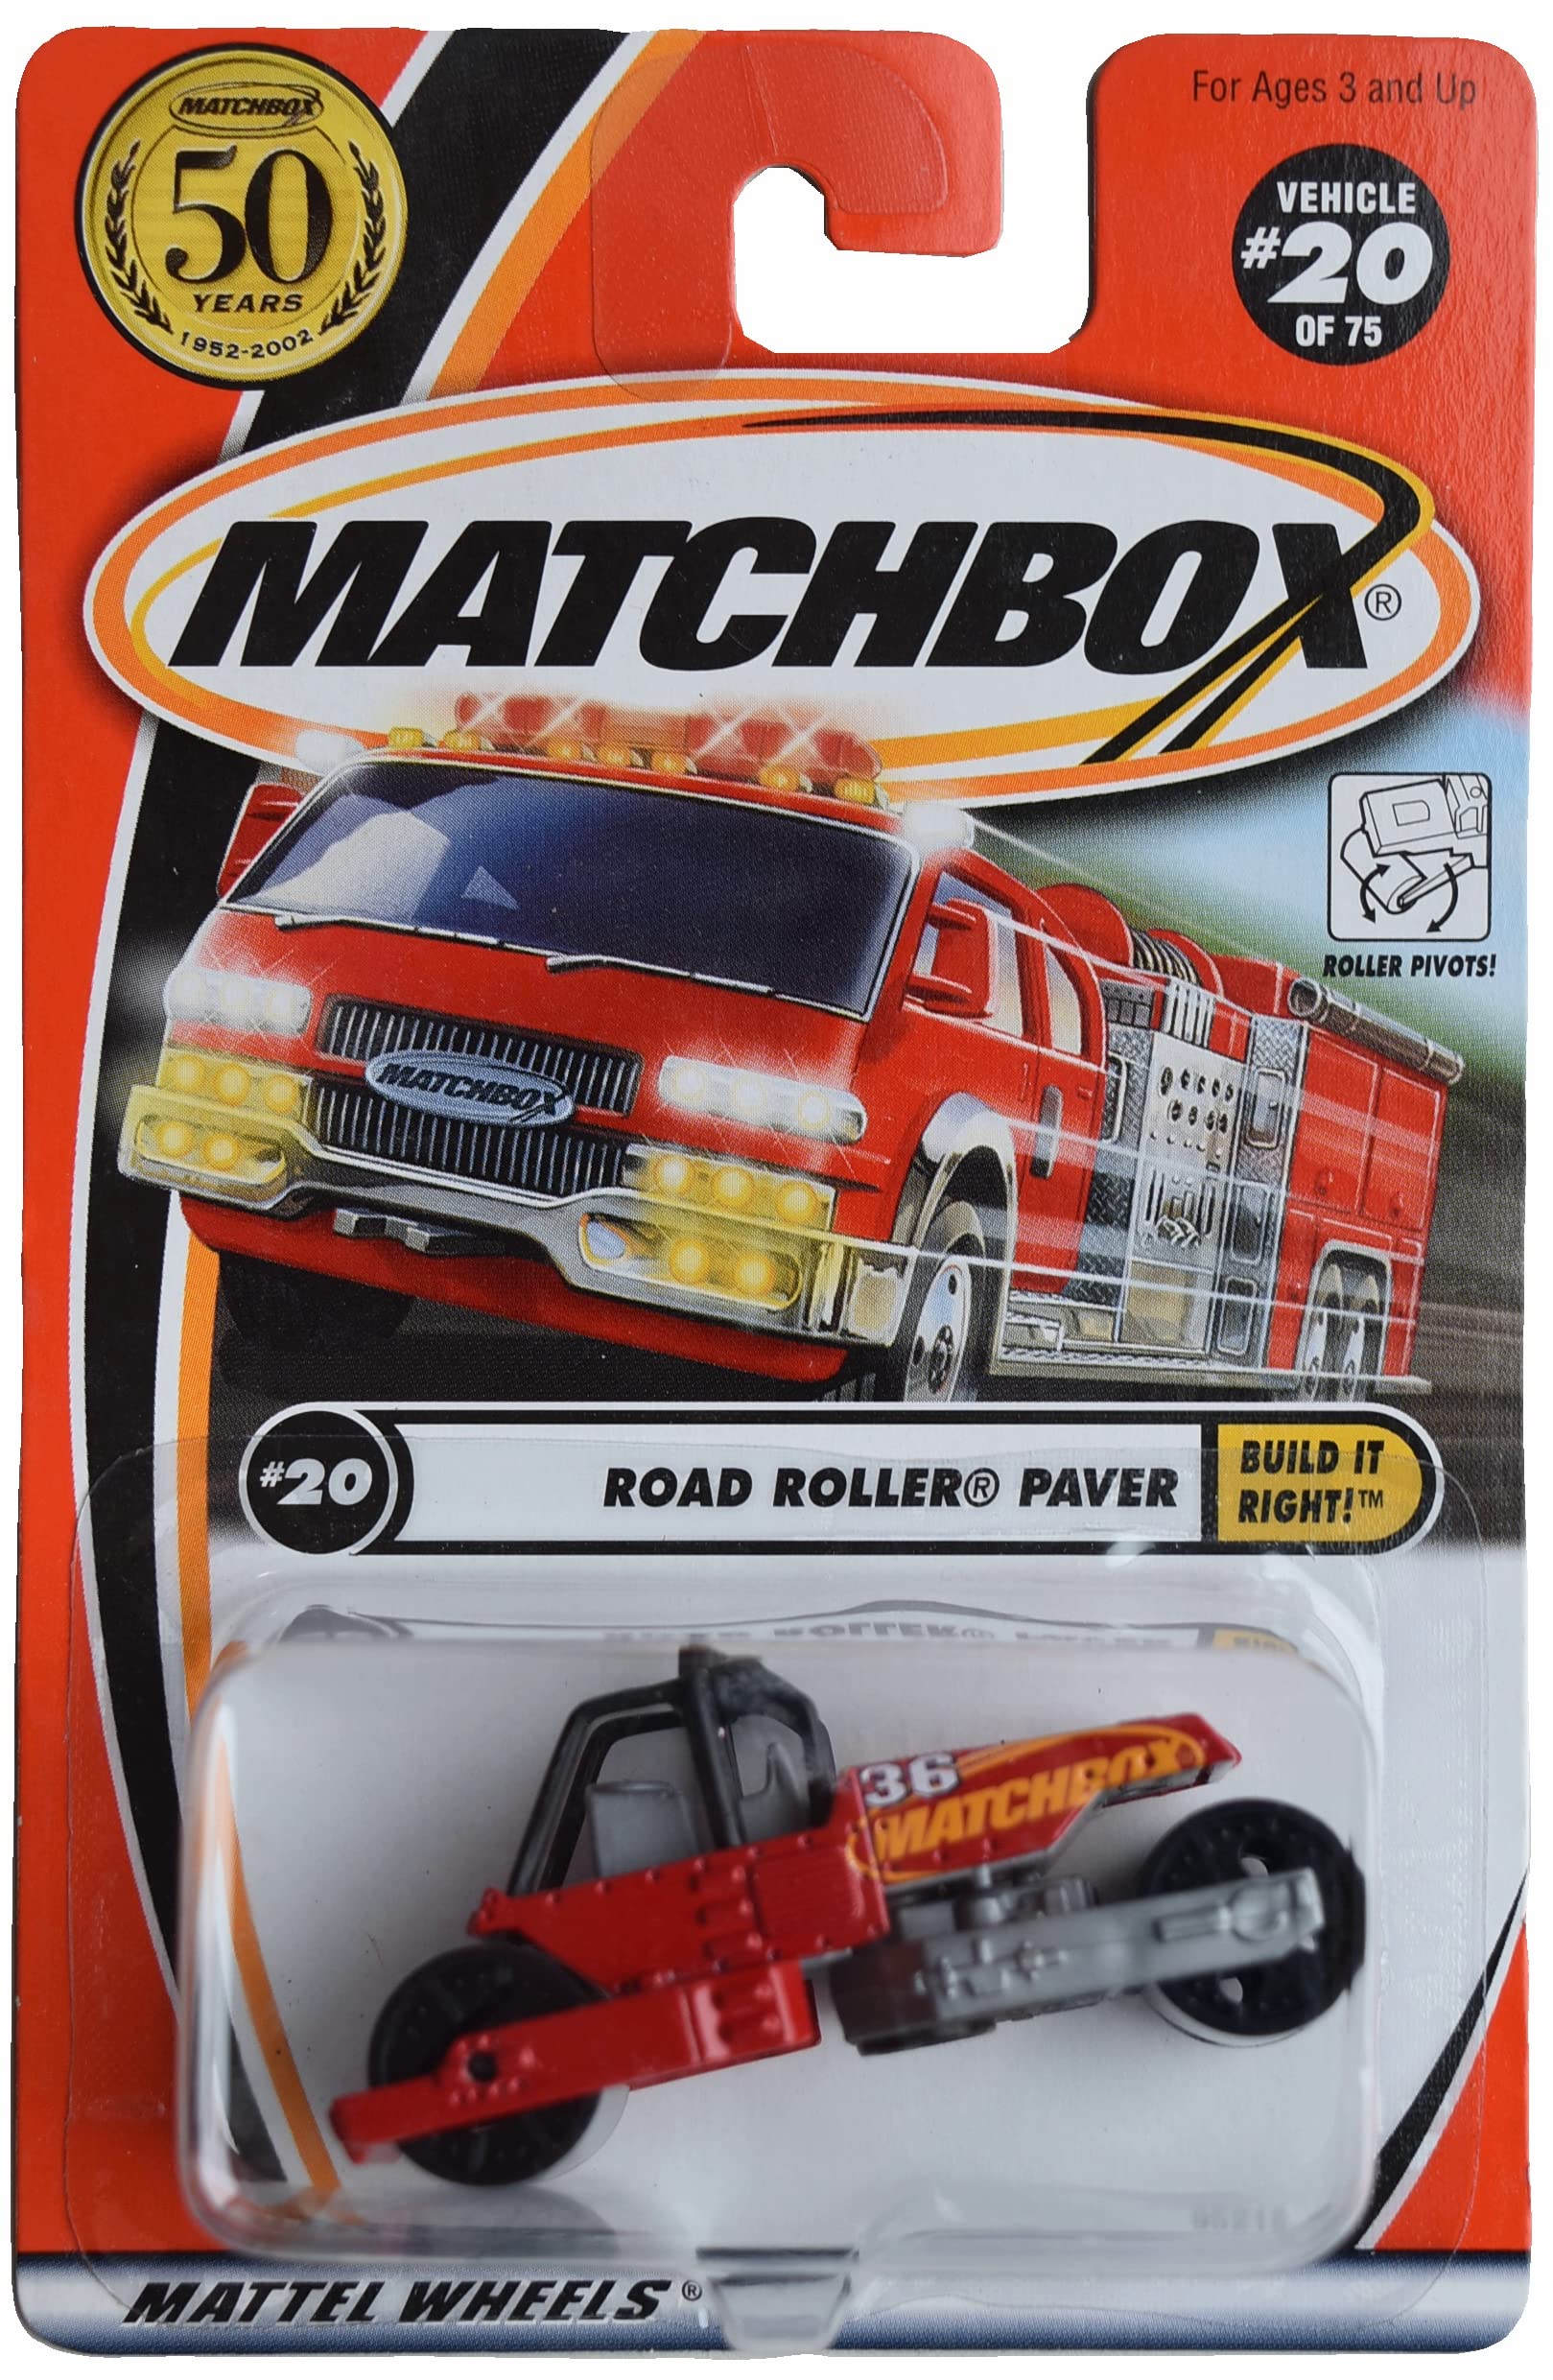 MATCHBOX
50
YEARS
1952-2002
For Ages 3 and Up
VEHICLE
#20
OF 75
MATCHBOX®
ROLLER PIVOTS!
MATCHBOX
#20
ROAD ROLLER® PAVER
BUILD IT
RIGHT!™
36
MATCHBOX
MATTEL WHEELS®